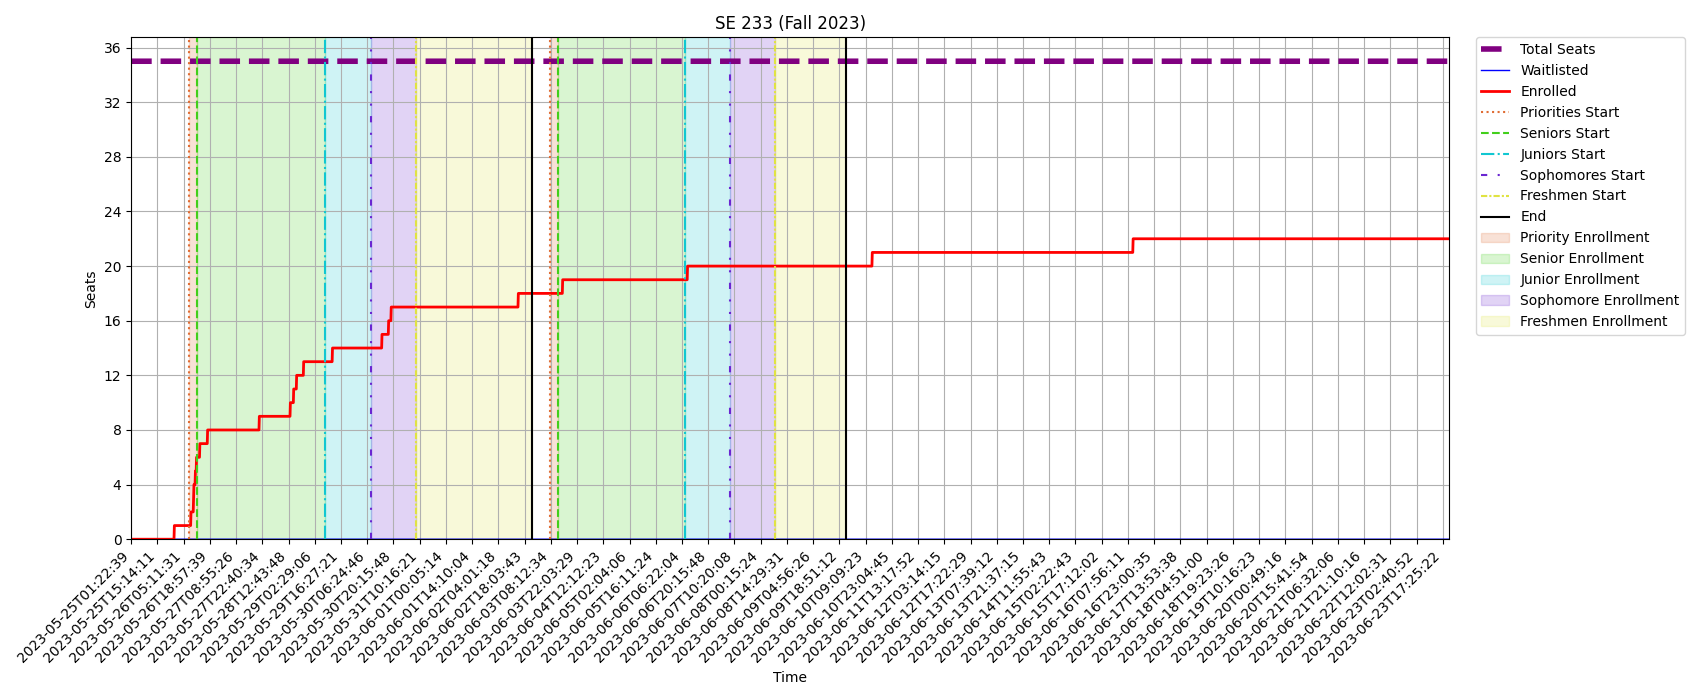 SE 233 (Fall 2023)
36
32
28
24
20
16
12
8
4
0
Seats
2023-05-25T01:22:39
2023-05-25T15:14:11
2023-05-26T05:11:31
2023-05-26T18:57:39
2023-05-27T08:55:26
2023-05-27T22:40:34
2023-05-28T12:43:48
2023-05-29T02:29:06
2023-05-29T16:27:21
2023-05-30T06:24:46
2023-05-30T20:15:48
2023-05-31T10:16:21
2023-06-01T00:05:14
2023-06-01T14:10:04
2023-06-02T04:01:18
2023-06-02T18:03:43
2023-06-03T08:12:34
2023-06-03T22:03:29
2023-06-04T12:12:23
2023-06-05T02:04:06
2023-06-05T16:11:24
2023-06-06T06:22:04
2023-06-06T20:15:48
2023-06-07T10:20:08
2023-06-08T00:15:24
2023-06-08T14:29:31
2023-06-09T04:56:26
2023-06-09T18:51:12
2023-06-10T09:09:23
2023-06-10T23:04:45
2023-06-11T13:17:52
2023-06-12T03:14:15
2023-06-12T17:22:29
2023-06-13T07:39:12
2023-06-13T21:37:15
2023-06-14T11:55:43
2023-06-15T02:22:43
2023-06-15T17:12:02
2023-06-16T07:56:11
2023-06-16T23:00:35
2023-06-17T13:53:38
2023-06-18T04:51:00
2023-06-18T19:23:26
2023-06-19T10:16:23
2023-06-20T00:49:16
2023-06-20T15:41:54
2023-06-21T06:32:06
2023-06-21T21:10:16
2023-06-22T12:02:31
2023-06-23T02:40:52
2023-06-23T17:25:22
Time
Total Seats
Waitlisted
Enrolled
Priorities Start
Seniors Start
Juniors Start
Sophomores Start
Freshmen Start
End
Priority Enrollment
Senior Enrollment
Junior Enrollment
Sophomore Enrollment
Freshmen Enrollment